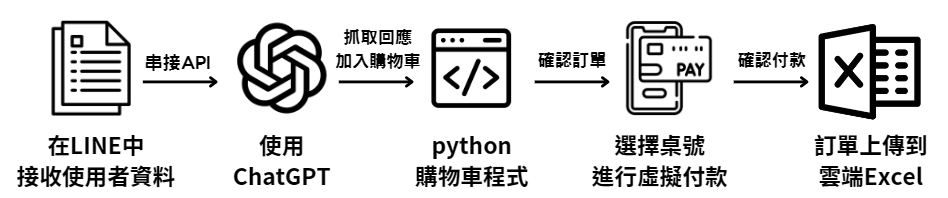 在LINE中
接收使用者資料
串接API
使用
ChatGPT
抓取回應
加入購物車
python
購物車程式
確認訂單
PAY
選擇桌號
進行虛擬付款
確認付款
X
訂單上傳到
雲端Excel